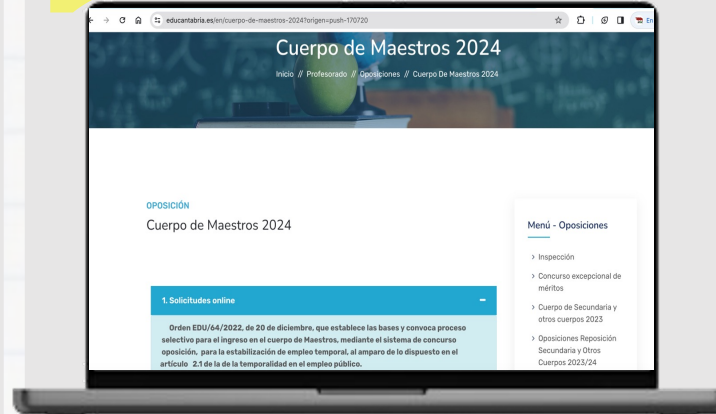 educantabria.es/en/cuerpo-de-maestros-2024?origen=push-170720
En
Cuerpo de Maestros 2024
Inicio // Profesorado // Oposiciones // Cuerpo De Maestros 2024
OPOSICIÓN
Cuerpo de Maestros 2024
1. Solicitudes online
Orden EDU/64/2022, de 20 de diciembre, que establece las bases y convoca proceso
selectivo para el ingreso en el cuerpo de Maestros, mediante el sistema de concurso
oposición, para la estabilización de empleo temporal, al amparo de lo dispuesto en el
artículo 2.1 de la de la temporalidad en el empleo público.
Menú - Oposiciones
> Inspección
> Concurso excepcional de
méritos
> Cuerpo de Secundaria y
otros cuerpos 2023
> Oposiciones Reposición
Secundaria y Otros
Cuerpos 2023/24